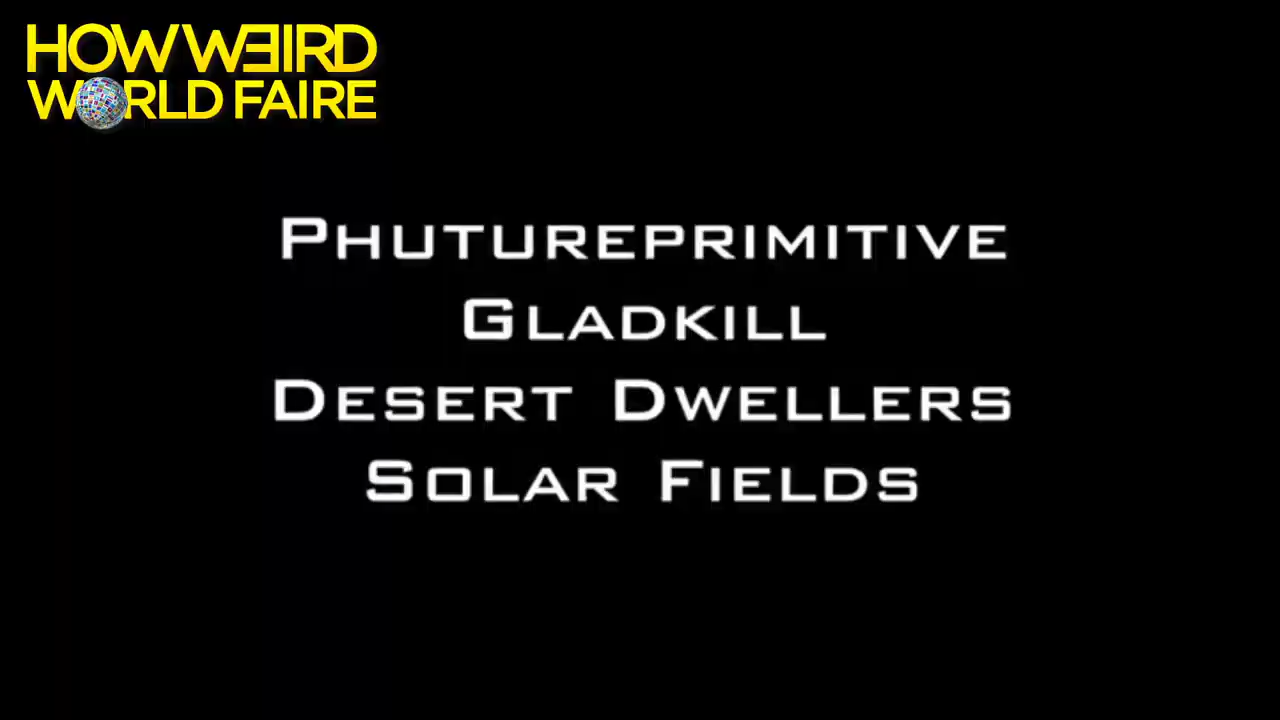 HOW WEIRD
WORLD FAIRE
PHUTUREPRIMITIVE
GLADKILL
DESERT DWELLERS
SOLAR FIELDS